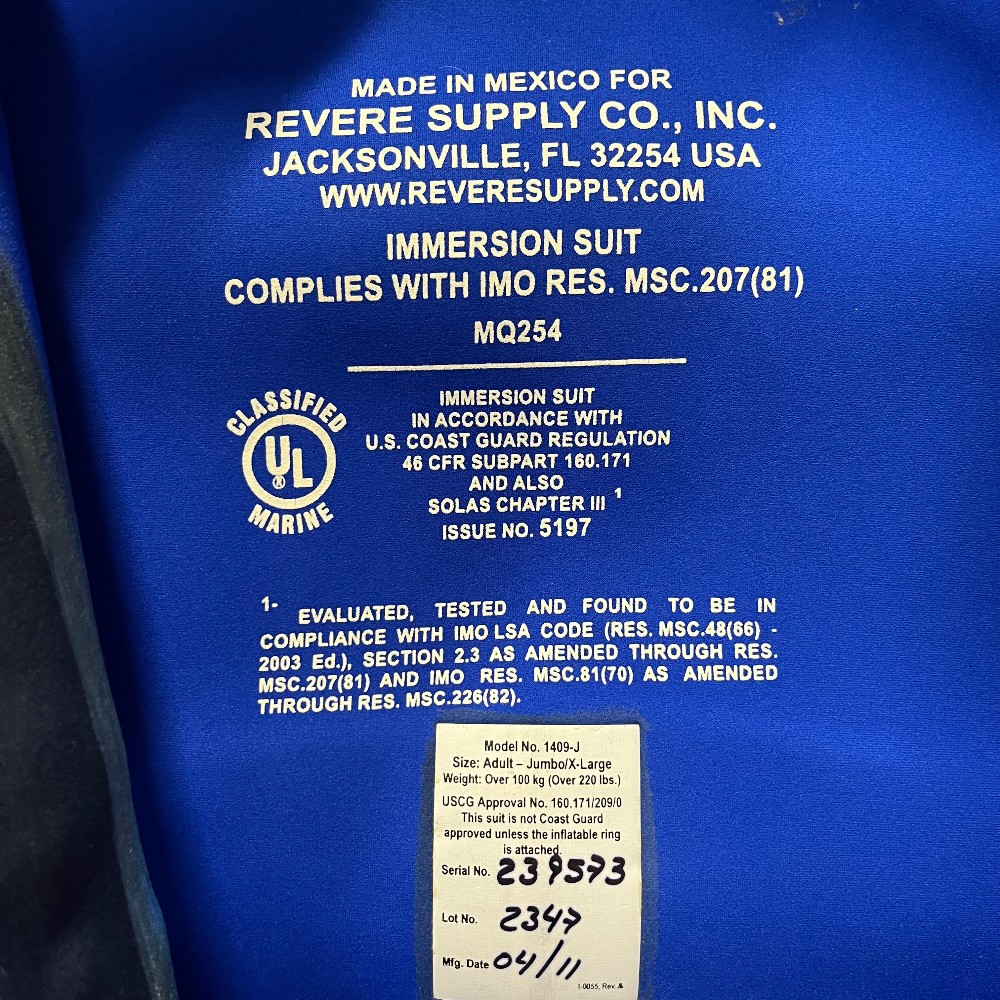 MADE IN MEXICO FOR
REVERE SUPPLY CO., INC.
JACKSONVILLE, FL 32254 USA
WWW.REVERESUPPLY.COM
IMMERSION SUIT
COMPLIES WITH IMO RES. MSC.207(81)
MQ254
CLASSIFIED
UL
®
MARINE
IMMERSION SUIT
IN ACCORDANCE WITH
U.S. COAST GUARD REGULATION
46 CFR SUBPART 160.171
AND ALSO
SOLAS CHAPTER III ¹
ISSUE NO. 5197
1- EVALUATED, TESTED AND FOUND TO BE IN
COMPLIANCE WITH IMO LSA CODE (RES. MSC.48(66) -
2003 Ed.), SECTION 2.3 AS AMENDED THROUGH RES.
MSC.207(81) AND IMO RES. MSC.81(70) AS AMENDED
THROUGH RES. MSC.226(82).
Model No. 1409-J
Size: Adult – Jumbo/X-Large
Weight: Over 100 kg (Over 220 lbs.)
USCG Approval No. 160.171/209/0
This suit is not Coast Guard
approved unless the inflatable ring
is attached.
Serial No. 239573
Lot No. 2347
Mfg. Date 04/11
I-0055, Rev. A